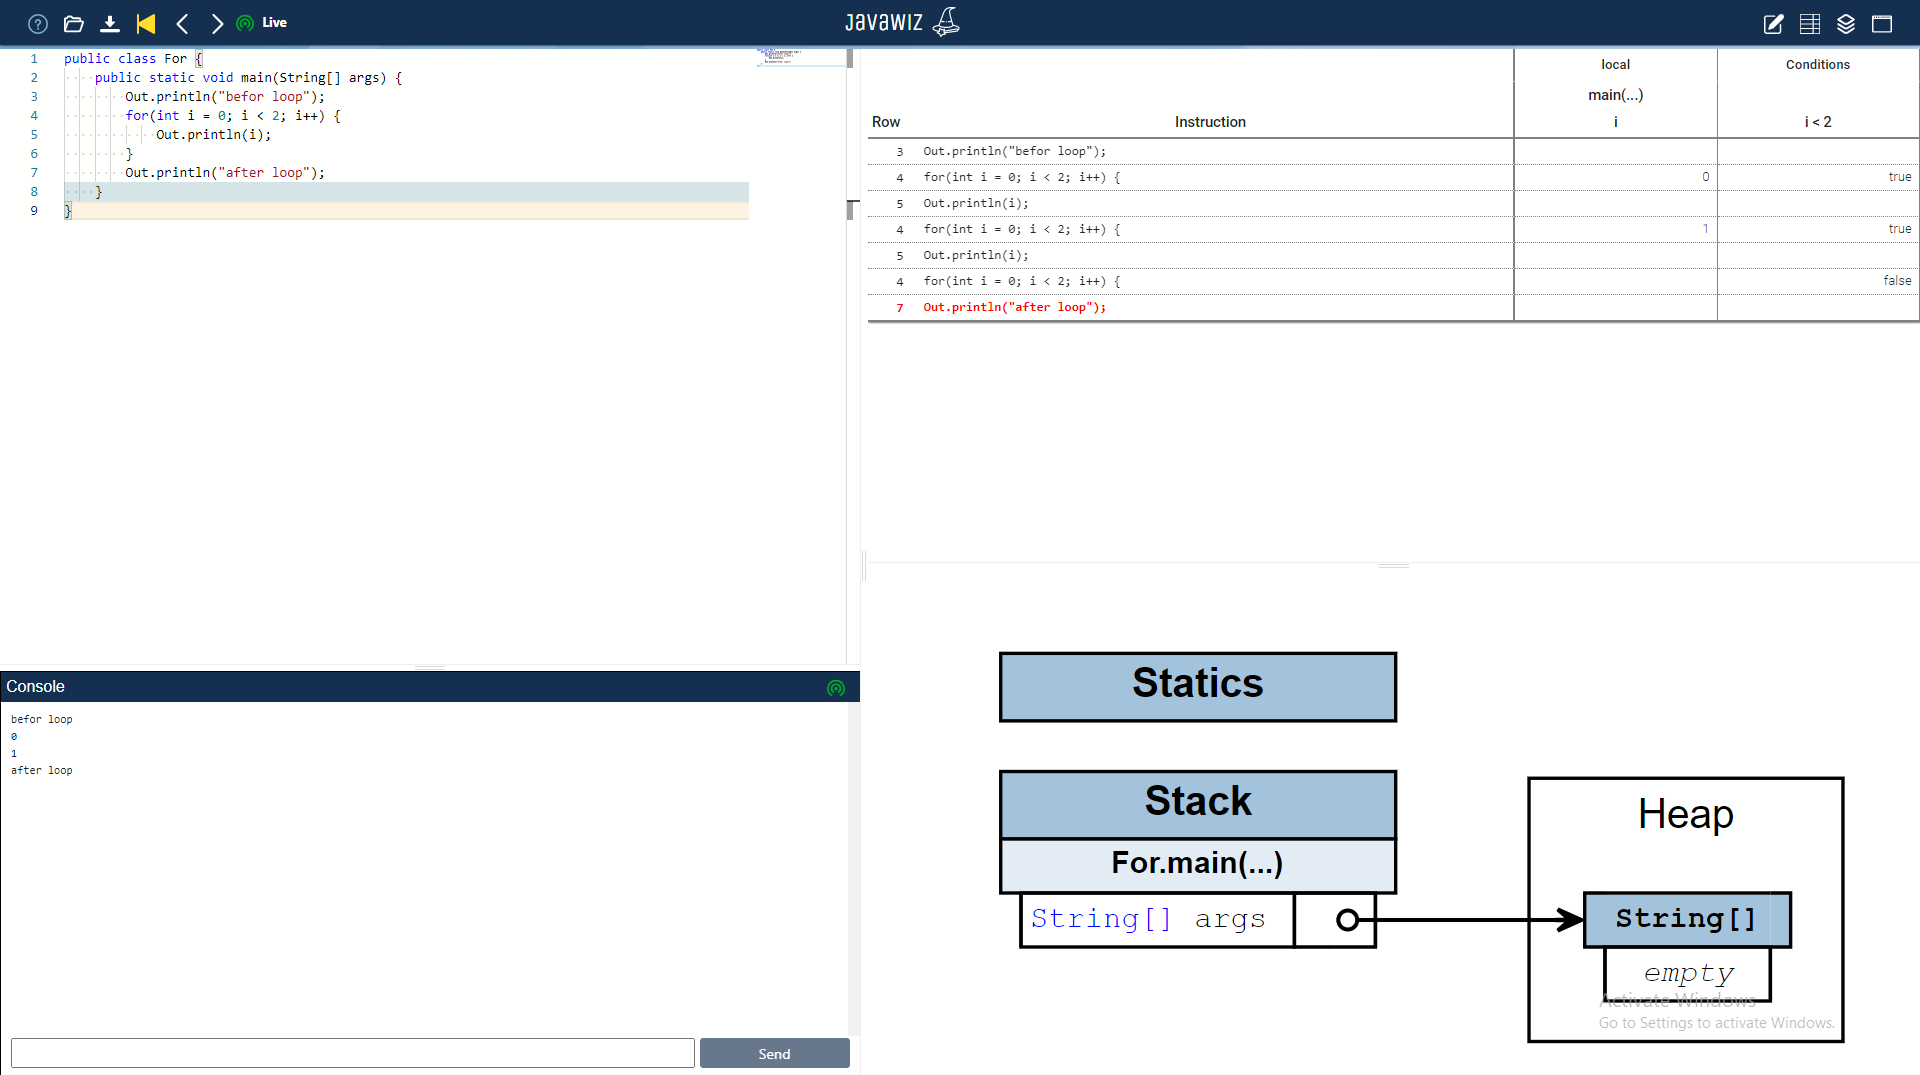 ? Live
JavaWIZ
1 public class For {
2 public static void main(String[] args) {
3 Out.println("befor loop");
4 for(int i = 0; i < 2; i++) {
5 Out.println(i);
6 }
7 Out.println("after loop");
8 }
9 }
local Conditions
main(...)
Row Instruction i i < 2
3 Out.println("befor loop");
4 for(int i = 0; i < 2; i++) { 0 true
5 Out.println(i);
4 for(int i = 0; i < 2; i++) { 1 true
5 Out.println(i);
4 for(int i = 0; i < 2; i++) { false
7 Out.println("after loop");
Console
befor loop
0
1
after loop
Send
Statics
Stack
For.main(...)
String[] args
Heap
String[]
empty
Activate Windows
Go to Settings to activate Windows.